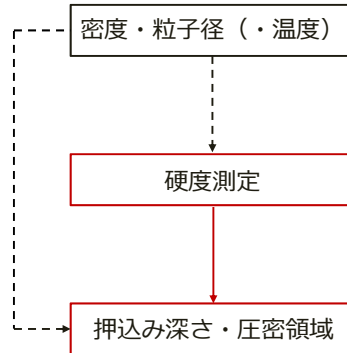 密度・粒子径（・温度）
硬度測定
押込み深さ・圧密領域